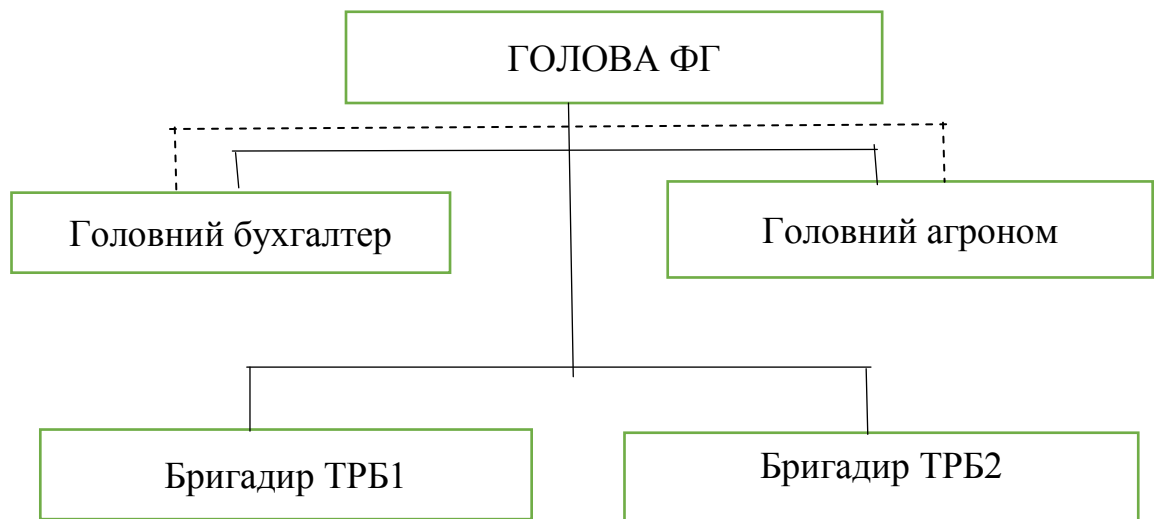 ГОЛОВА ФГ
Головний бухгалтер
Головний агроном
Бригадир ТРБ1
Бригадир ТРБ2